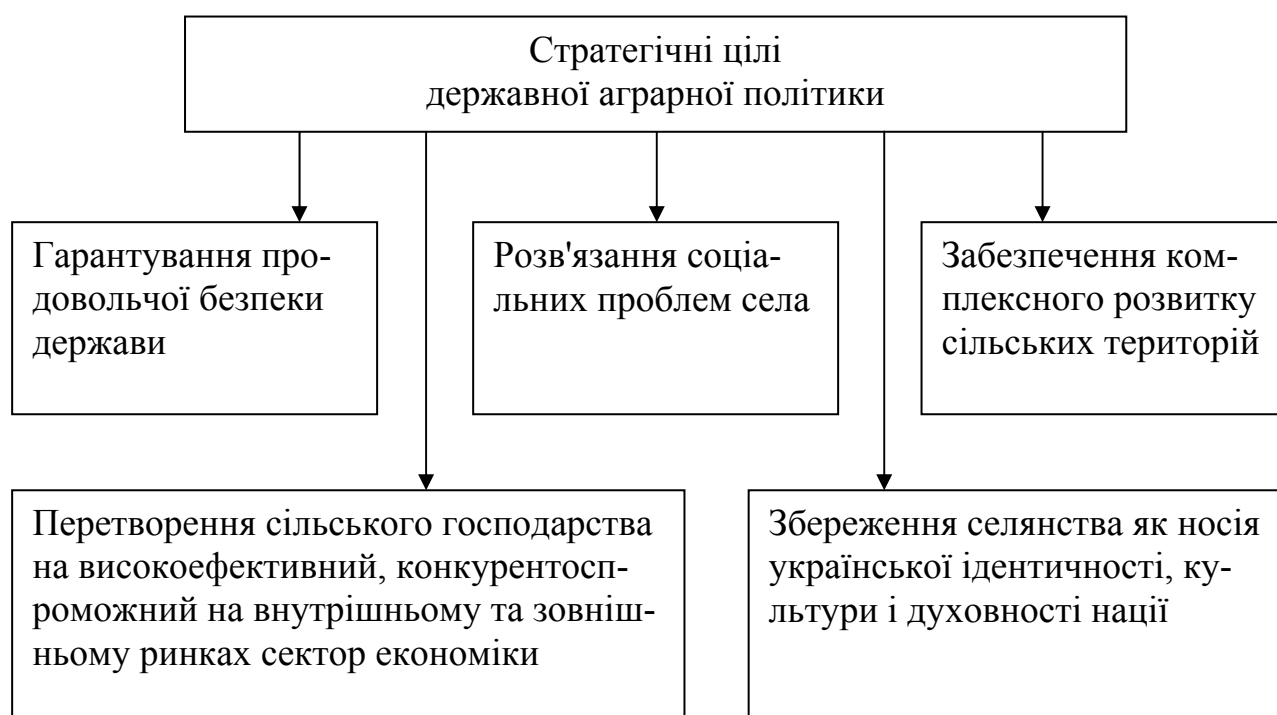 Стратегічні цілі
державної аграрної політики
Гарантування про-
довольчої безпеки
держави
Розв'язання соціа-
льних проблем села
Забезпечення ком-
плексного розвитку
сільських територій
Перетворення сільського господарства
на високоефективний, конкурентосп-
роможний на внутрішньому та зовніш-
ньому ринках сектор економіки
Збереження селянства як носія
української ідентичності, ку-
льтури і духовності нації